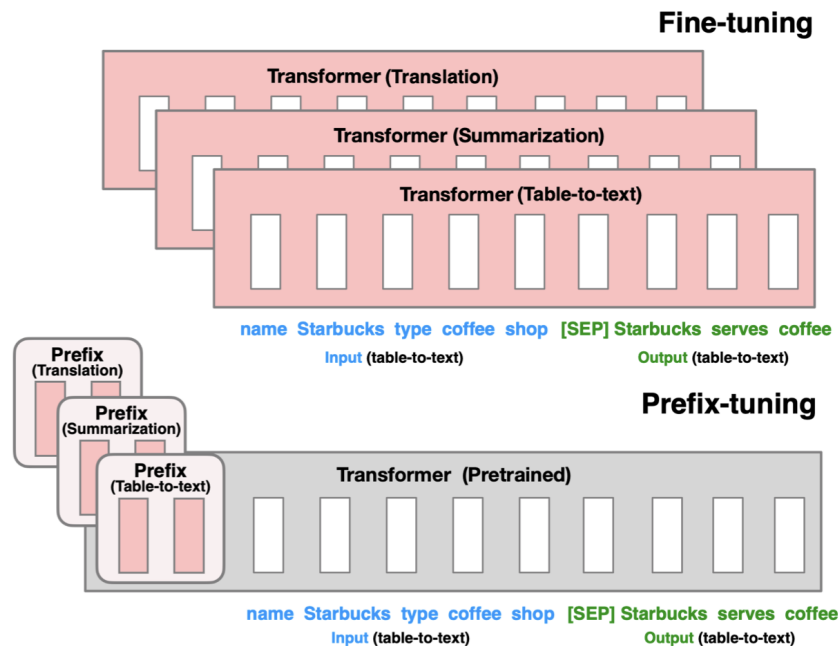 Fine-tuning
Transformer (Translation)
Transformer (Summarization)
Transformer (Table-to-text)
name Starbucks type coffee shop [SEP] Starbucks serves coffee
Input (table-to-text) Output (table-to-text)
Prefix-tuning
Prefix
(Translation)
Prefix
(Summarization)
Prefix
(Table-to-text)
Transformer (Pretrained)
name Starbucks type coffee shop [SEP] Starbucks serves coffee
Input (table-to-text) Output (table-to-text)